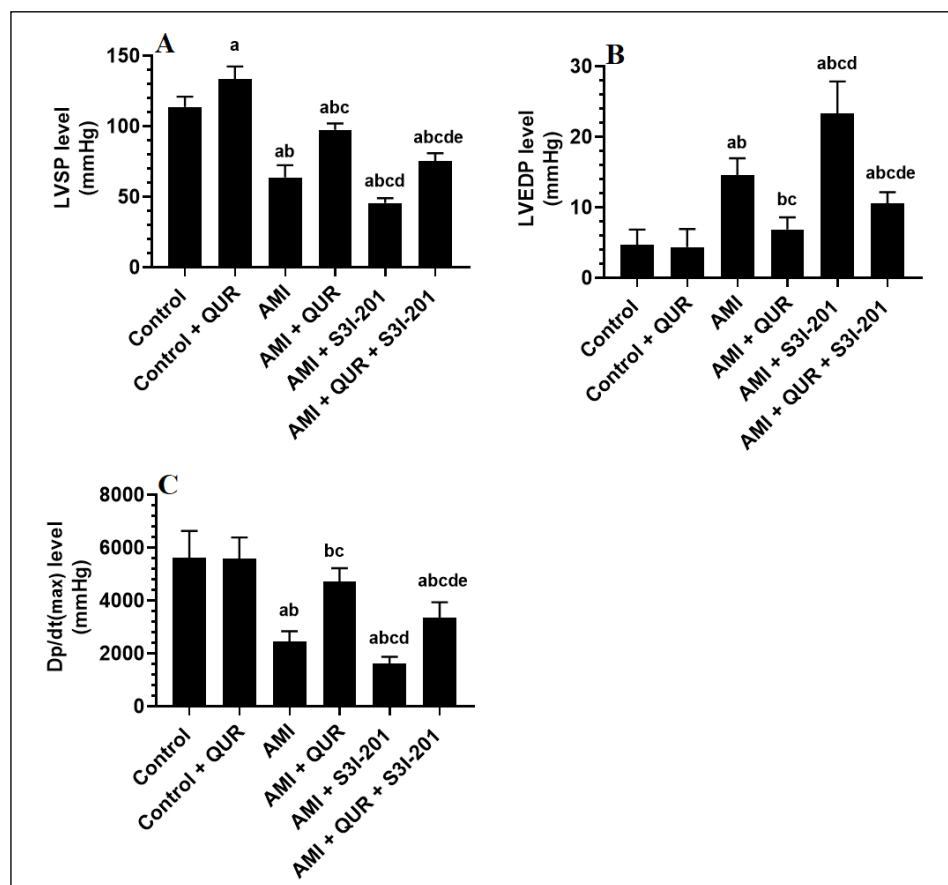 A
LVSP level
(mmHg)
150
100
50
0
a
ab
abc
abcd
abcde
Control
Control + QUR
AMI
AMI + QUR
AMI + S3I-201
AMI + QUR + S3I-201
B
LVEDP level
(mmHg)
30
20
10
0
ab
bc
abcd
abcde
Control
Control + QUR
AMI
AMI + QUR
AMI + S3I-201
AMI + QUR + S3I-201
C
Dp/dt(max) level
(mmHg)
8000
6000
4000
2000
0
ab
bc
abcd
abcde
Control
Control + QUR
AMI
AMI + QUR
AMI + S3I-201
AMI + QUR + S3I-201